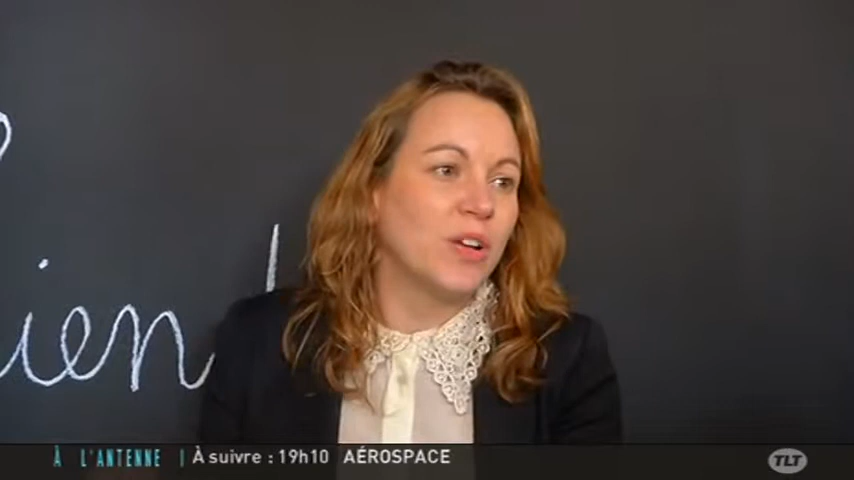 ien !
À L'ANTENNE | À suivre : 19h10 AÉROSPACE
TLT